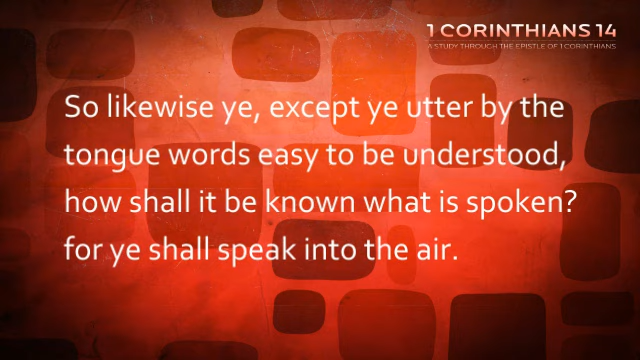 1 CORINTHIANS 14
A STUDY THROUGH THE EPISTLE OF 1 CORINTHIANS
So likewise ye, except ye utter by the
tongue words easy to be understood,
how shall it be known what is spoken?
for ye shall speak into the air.